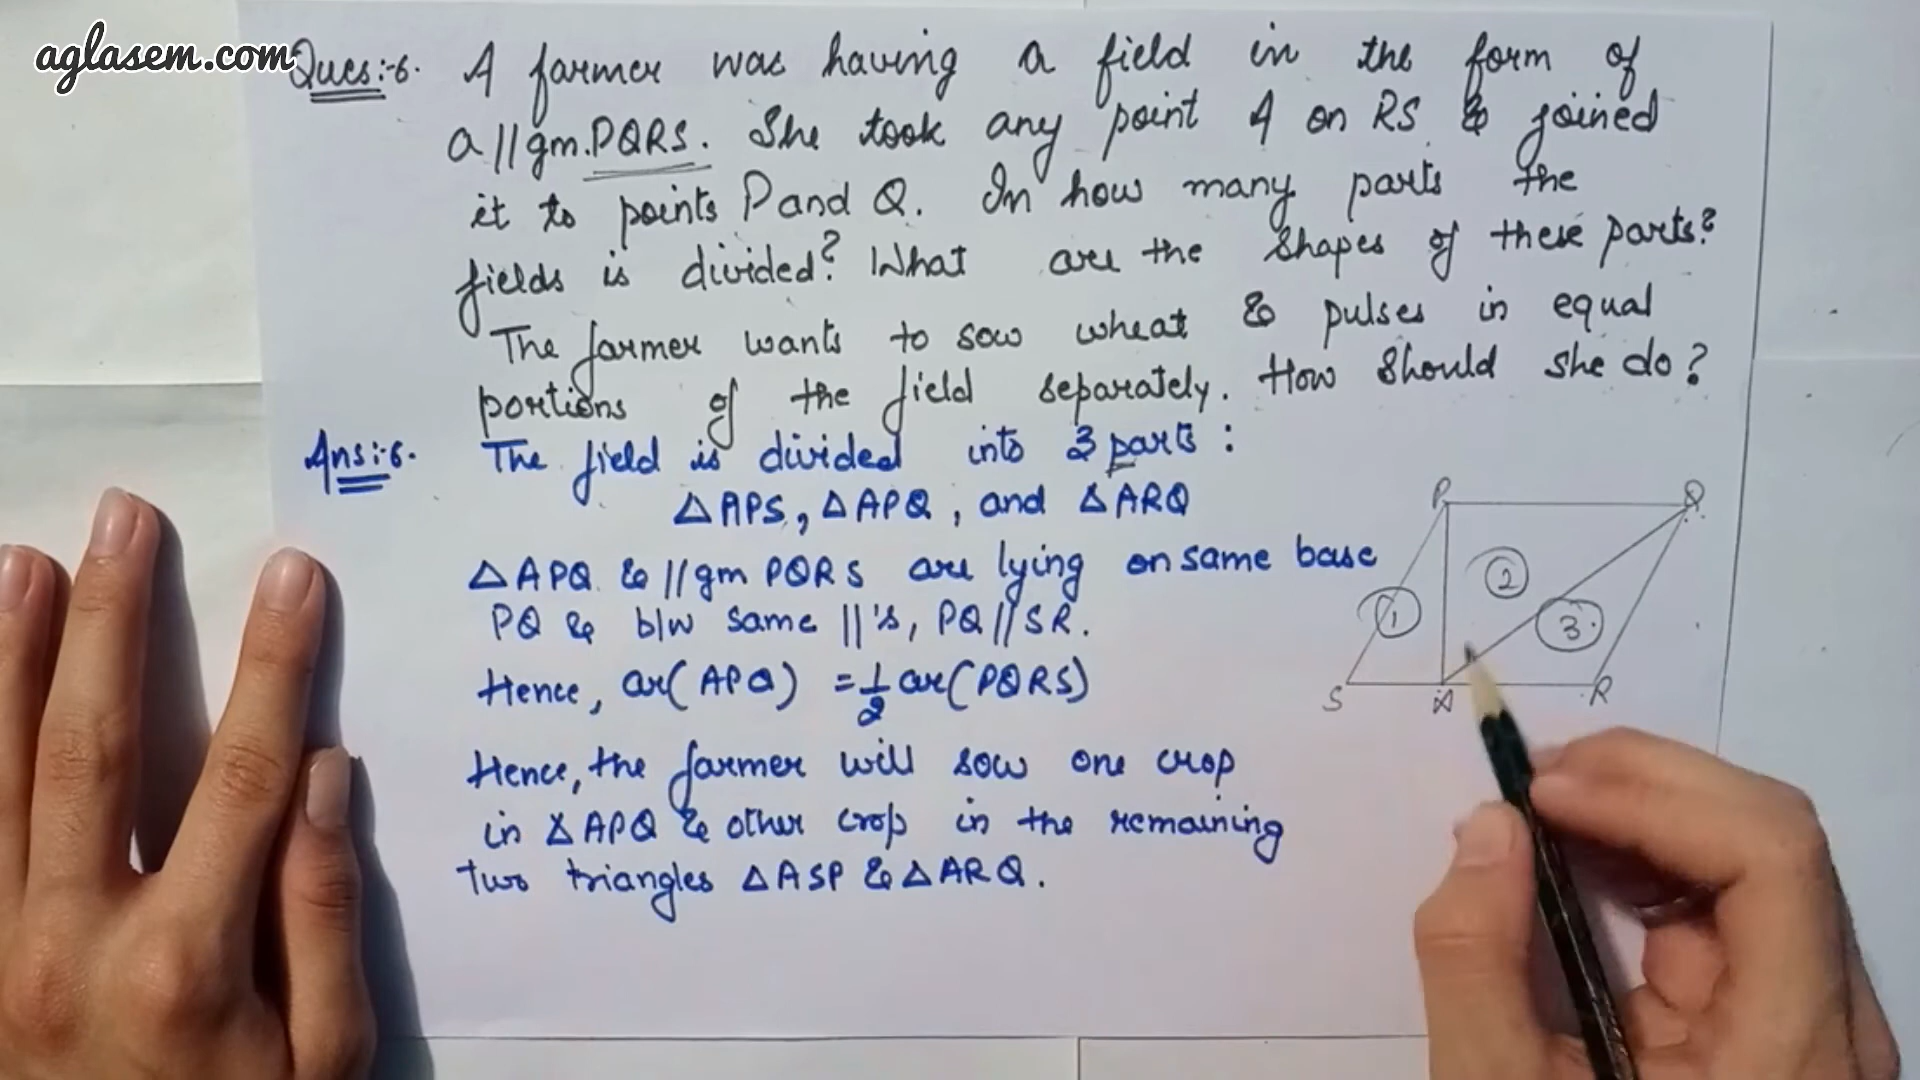 aglasem.com
Ques:-6. A farmer was having a field in the form of
a||gm.PQRS. She took any point A on RS & joined
it to points P and Q. In how many parts the
fields is divided? What are the shapes of these parts?
The farmer wants to sow wheat & pulses in equal
portions of the field separately. How should she do?
Ans:-6. The field is divided into 3 parts:
△APS, △APQ, and △ARQ
△APQ & ||gm PQRS are lying on same base
PQ & b/w same ||'s, PQ||SR.
Hence, ar(APQ) = 1/2 ar(PQRS)
Hence, the farmer will sow one crop
in △APQ & other crop in the remaining
two triangles △ASP & △ARQ.
P Q
2
1 3
S A R